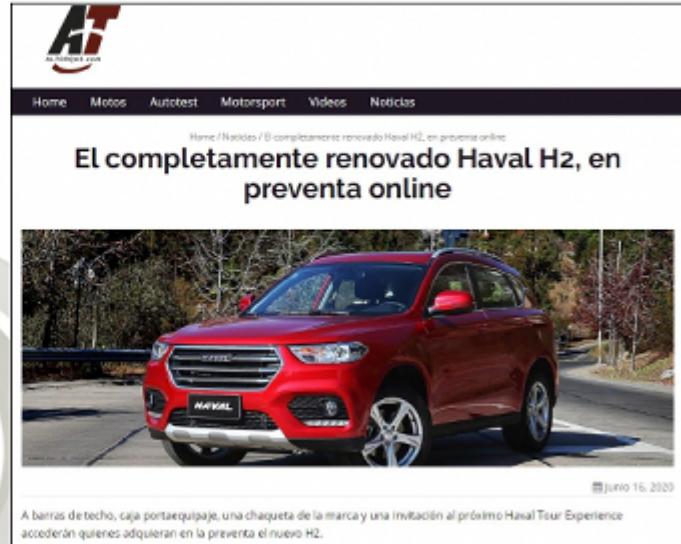 AT
Home Motos Autotest Motorsport Videos Noticias
Home / Noticias / El completamente renovado Haval H2, en preventa online
El completamente renovado Haval H2, en
preventa online
HAVAL
HAVAL
junio 16, 2020
A barras de techo, caja portaequipaje, una chaqueta de la marca y una invitación al próximo Haval Tour Experience
accederán quienes adquieran en la preventa el nuevo H2.